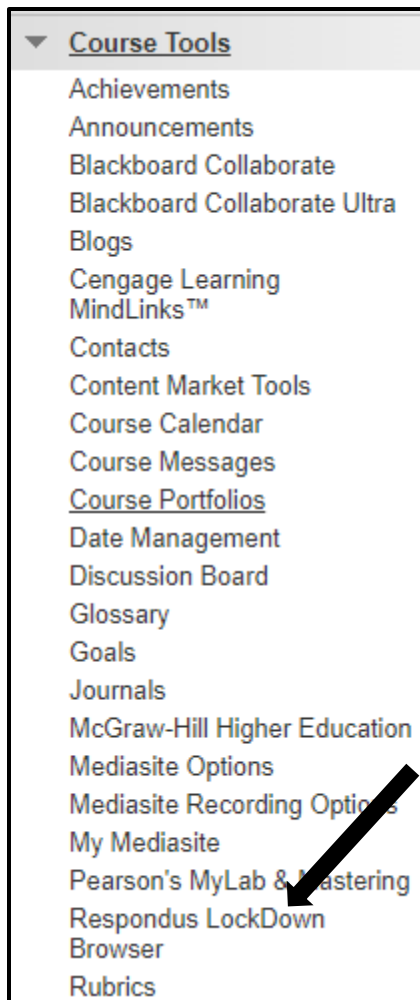 Course Tools
Achievements
Announcements
Blackboard Collaborate
Blackboard Collaborate Ultra
Blogs
Cengage Learning
MindLinks™
Contacts
Content Market Tools
Course Calendar
Course Messages
Course Portfolios
Date Management
Discussion Board
Glossary
Goals
Journals
McGraw-Hill Higher Education
Mediasite Options
Mediasite Recording Options
My Mediasite
Pearson's MyLab & Mastering
Respondus LockDown
Browser
Rubrics